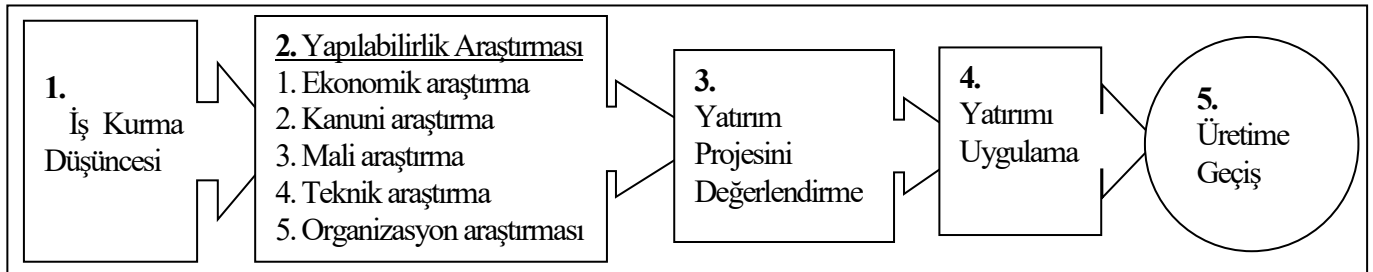 1.
İş Kurma
Düşüncesi
2. Yapılabilirlik Araştırması
1. Ekonomik araştırma
2. Kanuni araştırma
3. Mali araştırma
4. Teknik araştırma
5. Organizasyon araştırması
3.
Yatırım
Projesini
Değerlendirme
4.
Yatırımı
Uygulama
5.
Üretime
Geçiş